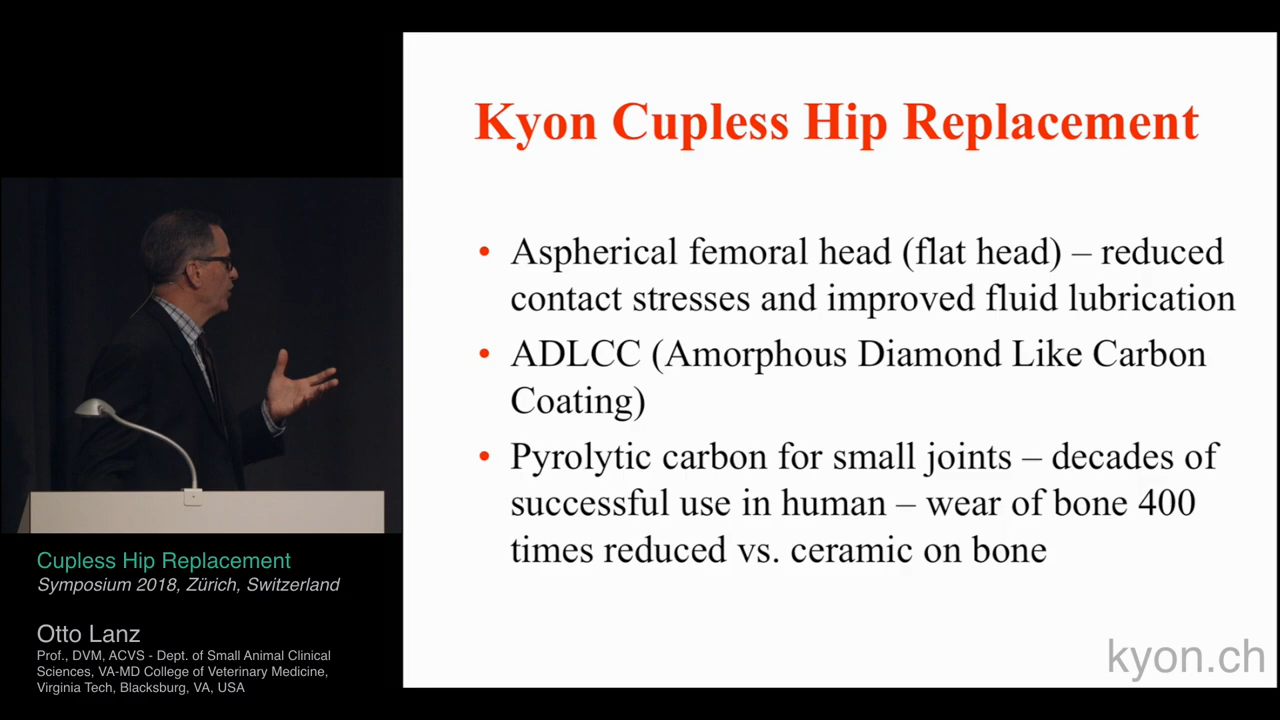 Kyon Cupless Hip Replacement
• Aspherical femoral head (flat head) – reduced
contact stresses and improved fluid lubrication
• ADLCC (Amorphous Diamond Like Carbon
Coating)
• Pyrolytic carbon for small joints – decades of
successful use in human – wear of bone 400
times reduced vs. ceramic on bone
kyon.ch
Cupless Hip Replacement
Symposium 2018, Zürich, Switzerland
Otto Lanz
Prof., DVM, ACVS - Dept. of Small Animal Clinical
Sciences, VA-MD College of Veterinary Medicine,
Virginia Tech, Blacksburg, VA, USA